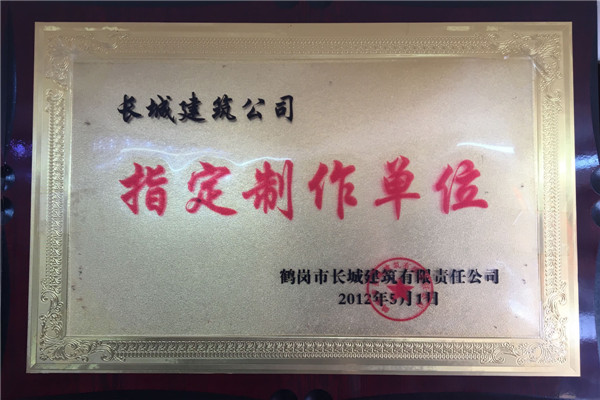 长城建筑公司
指定制作单位
鹤岗市长城建筑有限责任公司
2012年5月1日